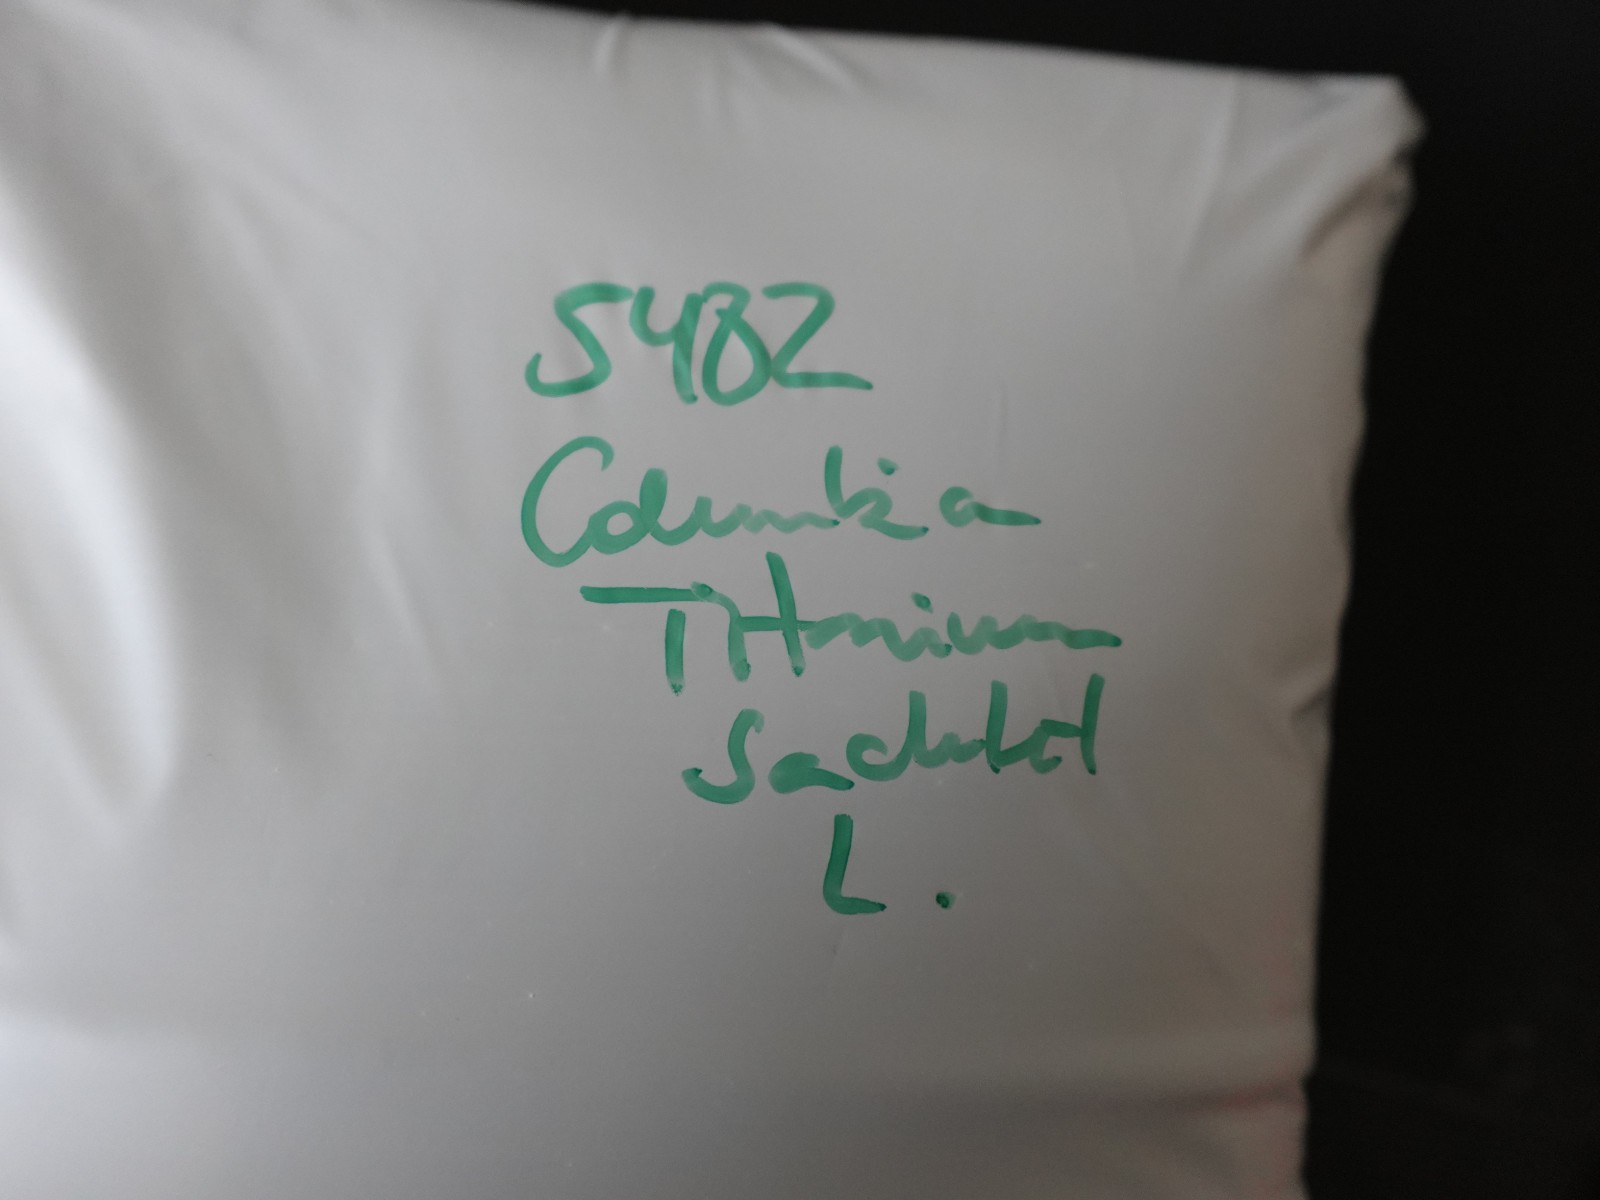 5482
Columbia
Titanium
L.